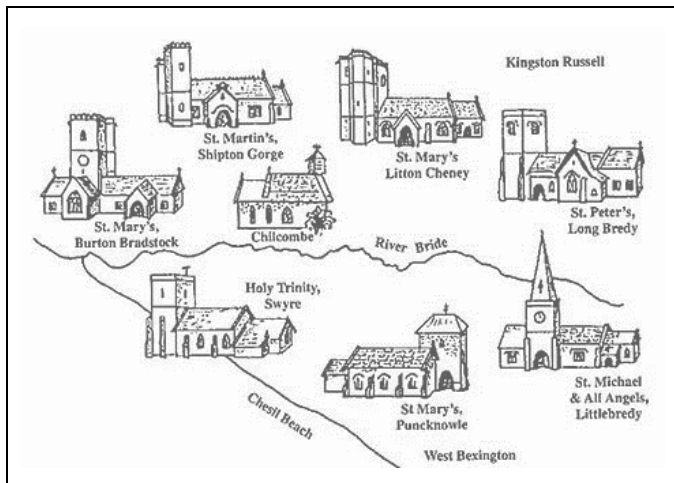 Kingston Russell
St. Martin's,
Shipton Gorge
St. Mary's
Litton Cheney
St. Peter's,
Long Bredy
St. Mary's,
Burton Bradstock
Chilcombe
River Bride
Holy Trinity,
Swyre
Chesil Beach
St Mary's,
Puncknowle
St. Michael
& All Angels,
Littlebredy
West Bexington